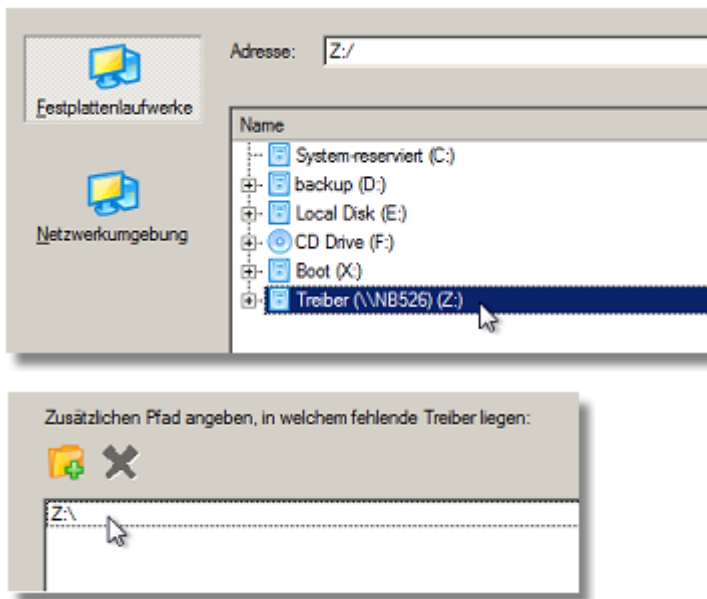 Adresse: Z:/
Festplattenlaufwerke
Name
System-reserviert (C:)
backup (D:)
Local Disk (E:)
Netzwerkumgebung
CD Drive (F:)
Boot (X:)
Treiber (\\NB526) (Z:)
Zusätzlichen Pfad angeben, in welchem fehlende Treiber liegen:
Z:\